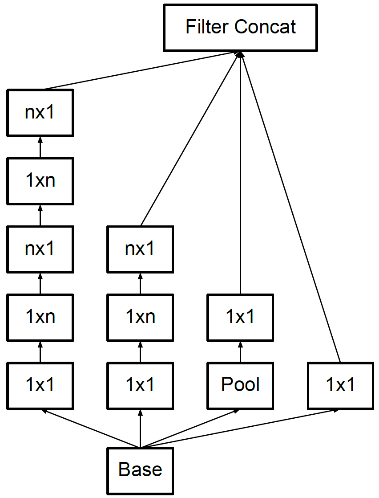 Filter Concat
nx1
1xn
nx1
nx1
1xn
1xn
1x1
1x1
1x1
Pool
1x1
Base